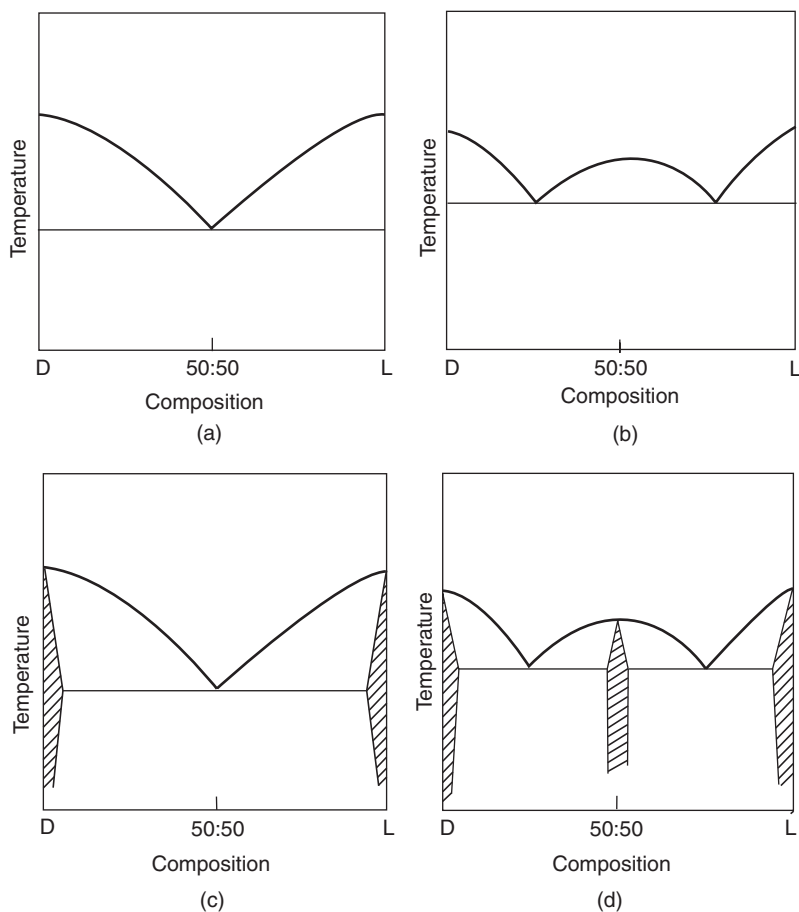 Temperature
D
50:50
L
Composition
(a)
Temperature
D
50:50
L
Composition
(b)
Temperature
D
50:50
L
Composition
(c)
Temperature
D
50:50
L
Composition
(d)